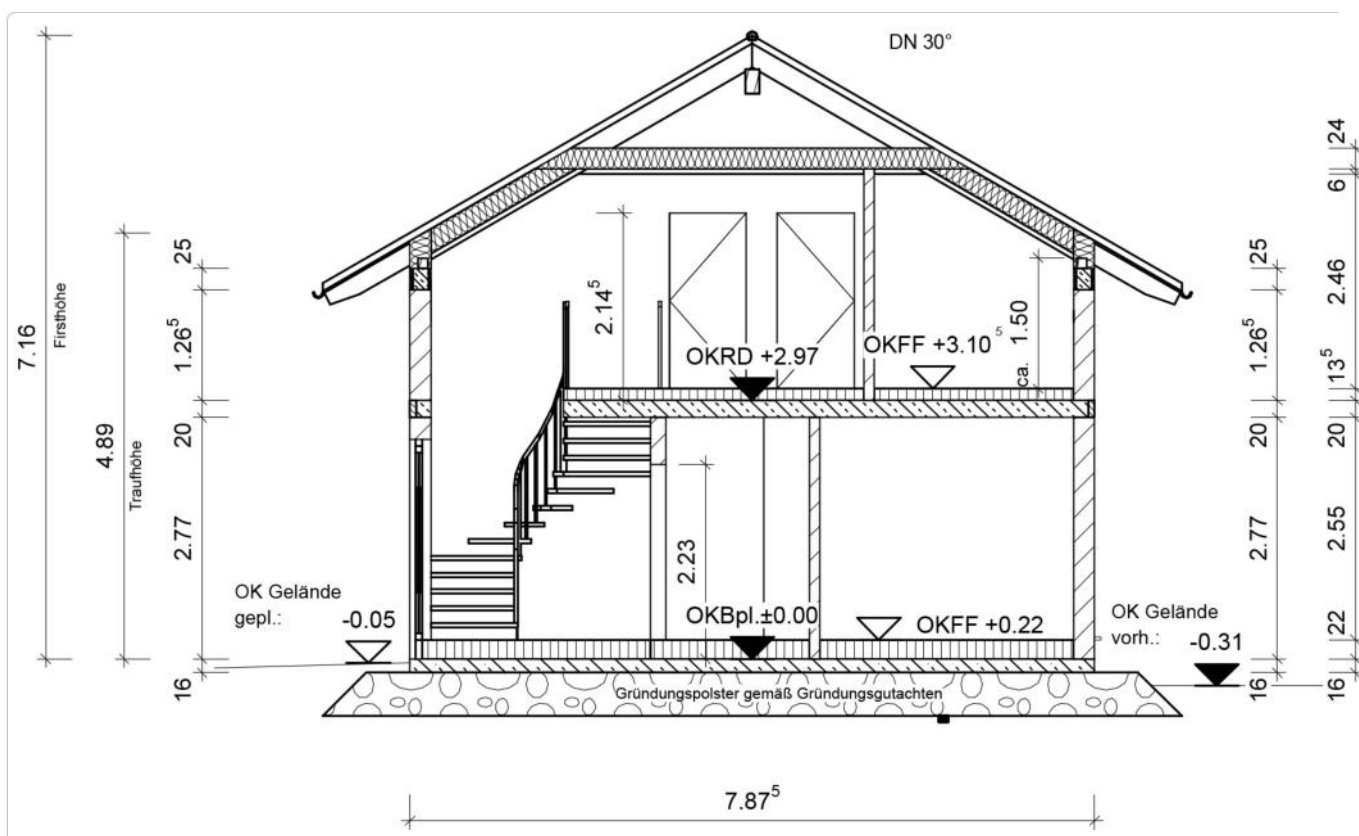 DN 30°
7.16
Firsthöhe
4.89
Traufhöhe
25
1.26⁵
20
2.77
16
2.14⁵
OKRD +2.97
OKFF +3.10⁵
ca. 1.50
25
1.26⁵
20
2.77
16
24
6
2.46
13⁵
20
2.55
22
16
2.23
OK Gelände
gepl.: -0.05
OKBpl.±0.00
OKFF +0.22
OK Gelände
vorh.: -0.31
Gründungspolster gemäß Gründungsgutachten
7.87⁵